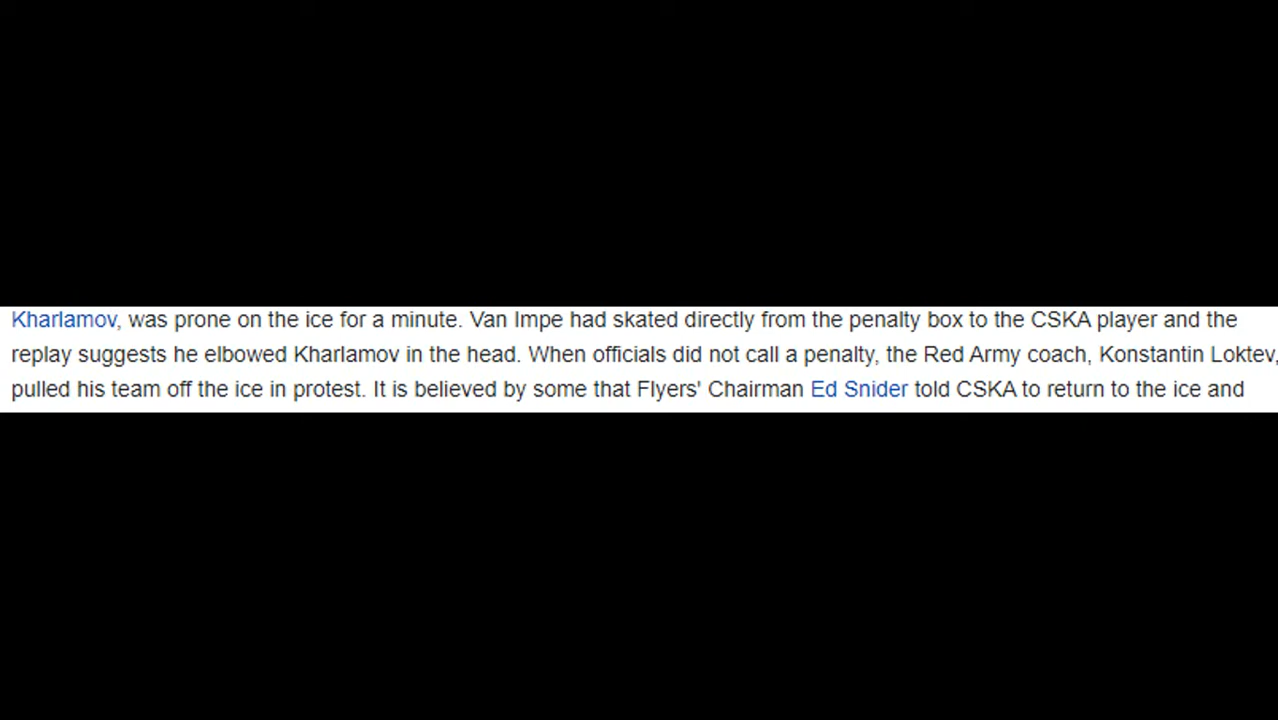 Kharlamov, was prone on the ice for a minute. Van Impe had skated directly from the penalty box to the CSKA player and the
replay suggests he elbowed Kharlamov in the head. When officials did not call a penalty, the Red Army coach, Konstantin Loktev,
pulled his team off the ice in protest. It is believed by some that Flyers' Chairman Ed Snider told CSKA to return to the ice and